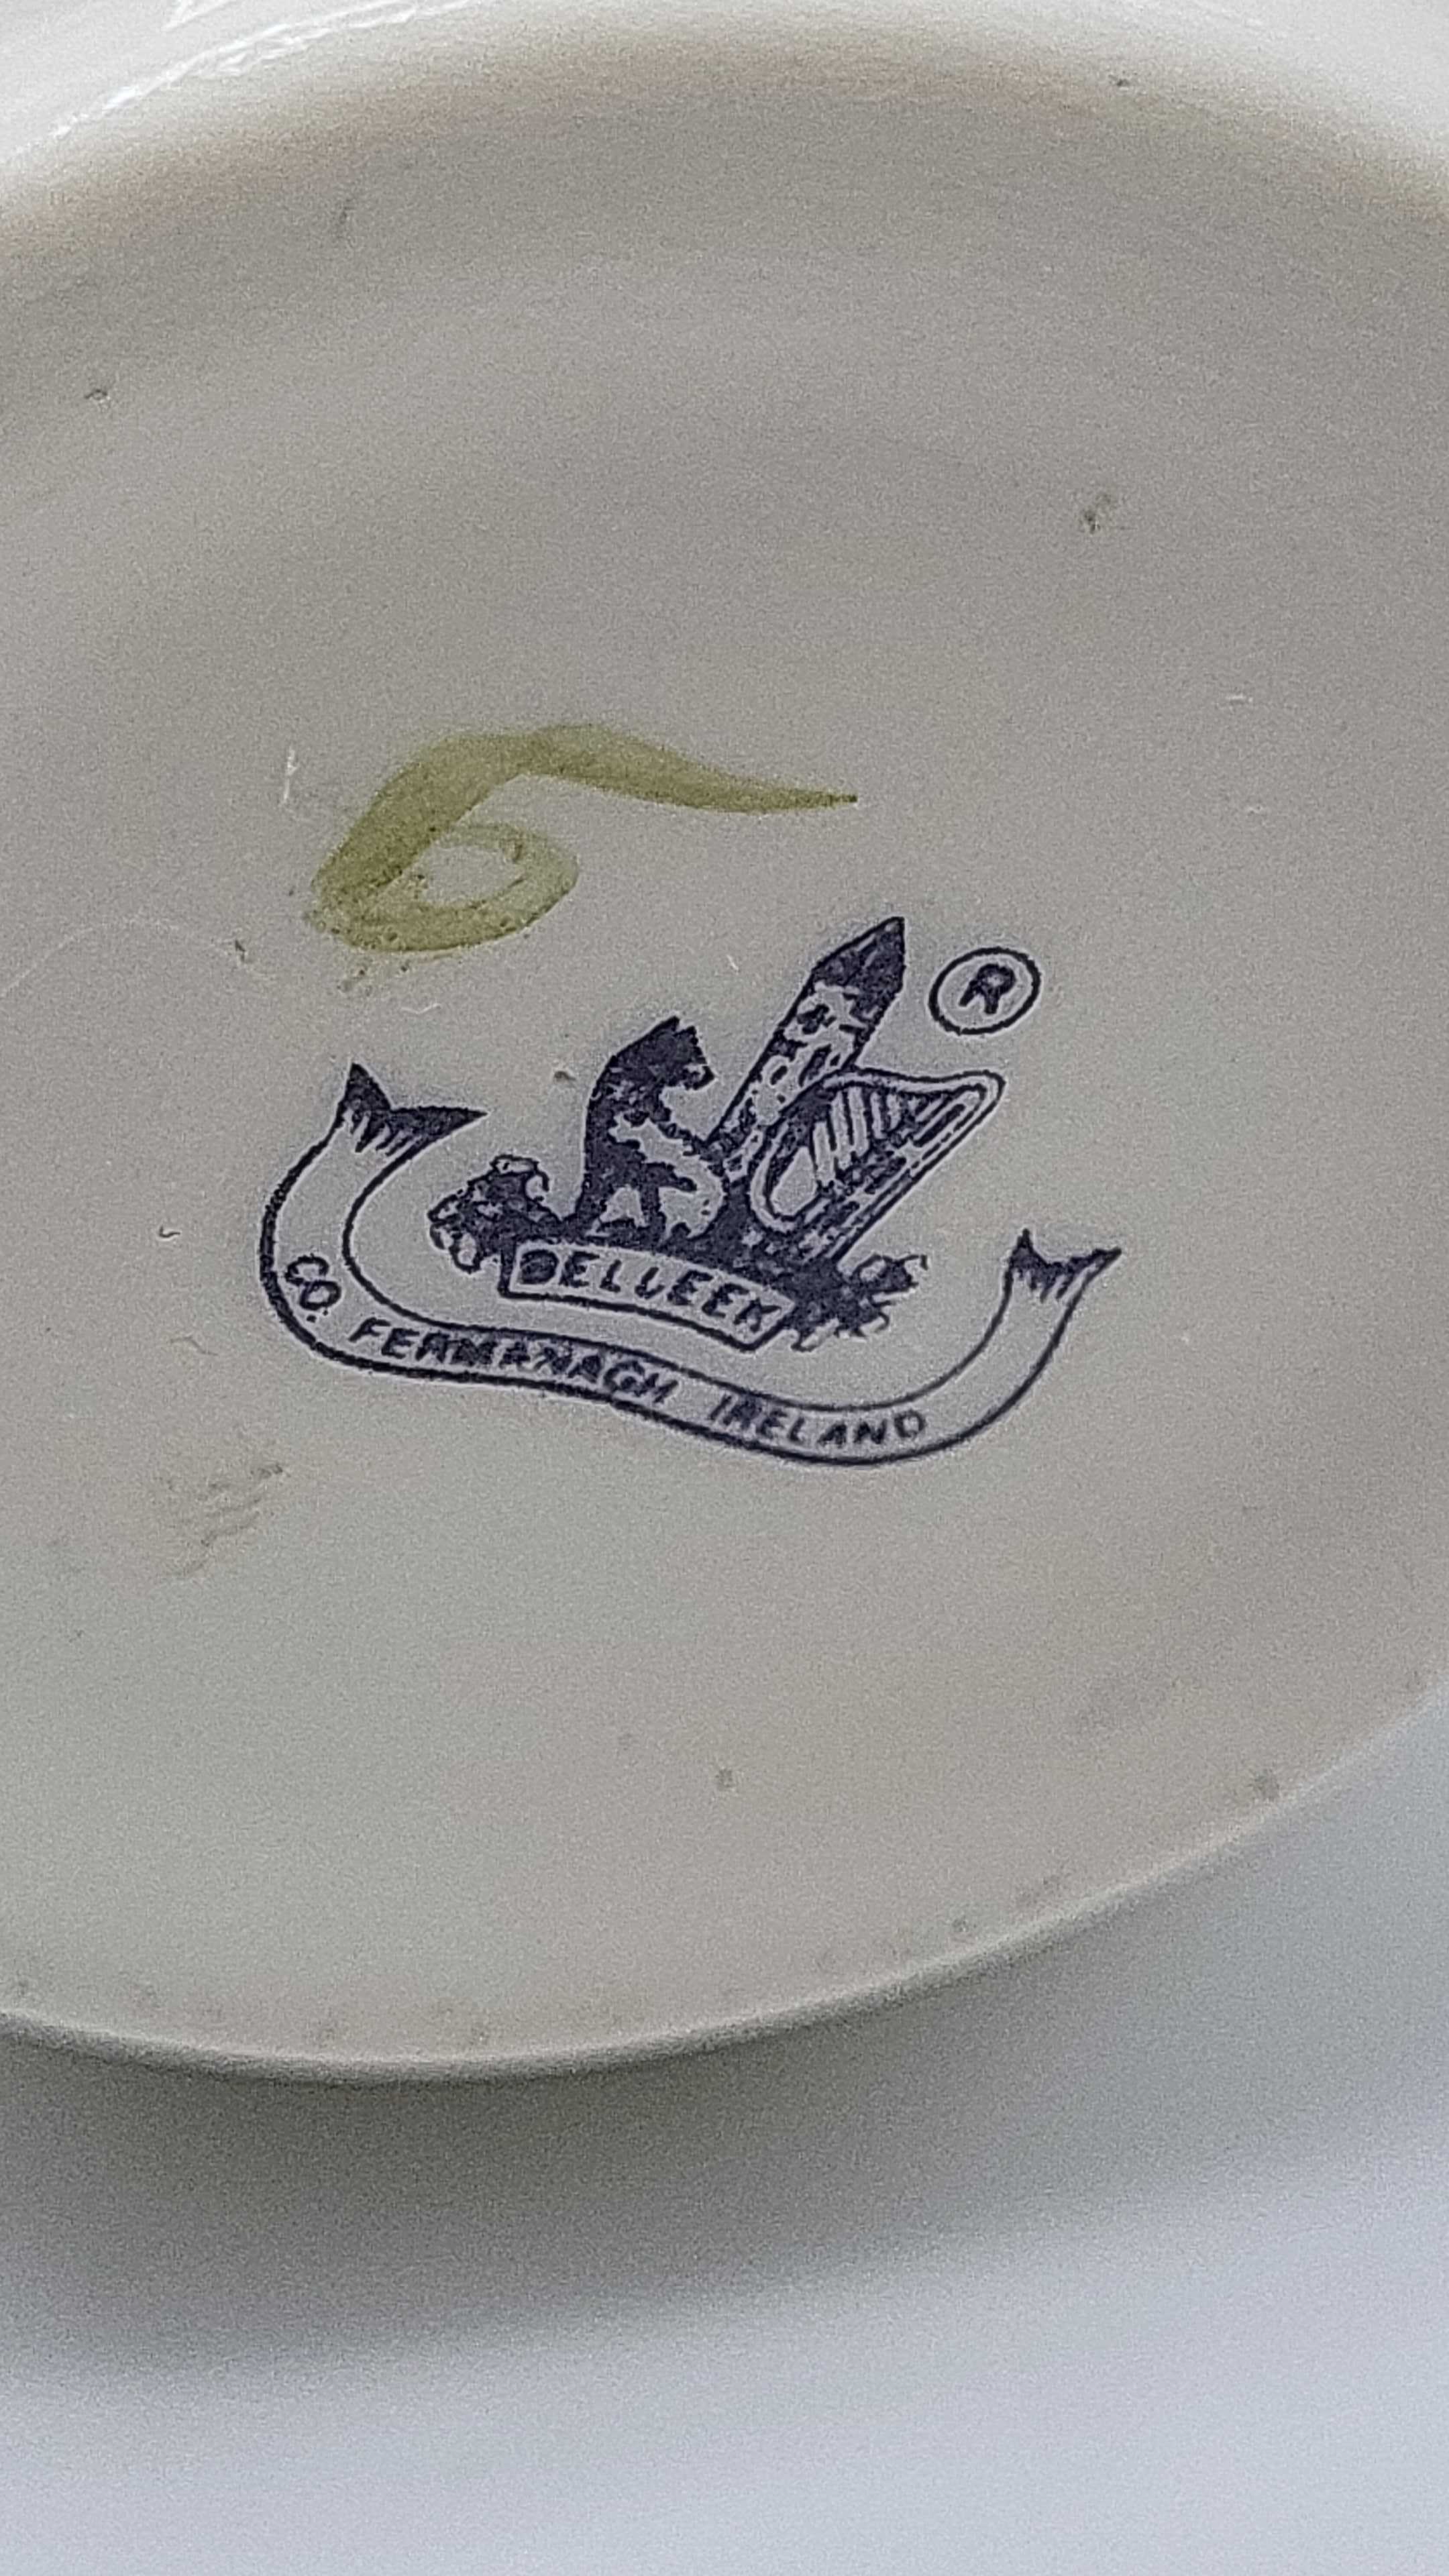 6
®
BELLEEK
CO. FERMANAGH IRELAND